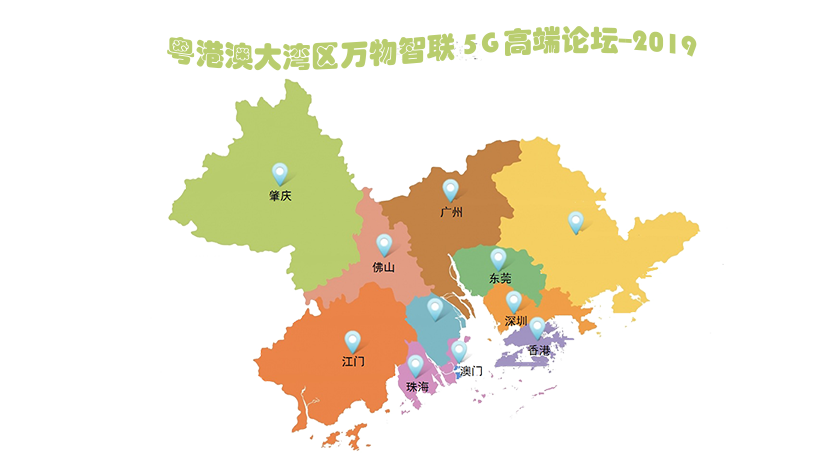 粤港澳大湾区万物智联 5G 高端论坛-2019
肇庆
广州
佛山
东莞
深圳
香港
江门
澳门
珠海